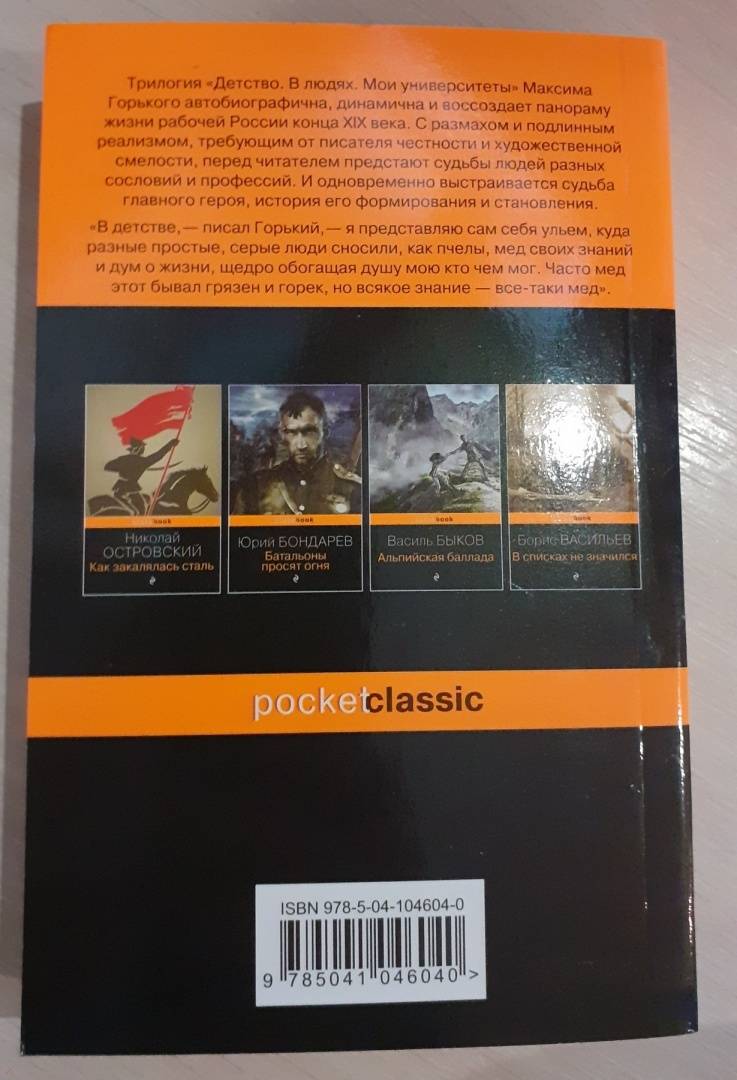 Трилогия «Детство. В людях. Мои университеты» Максима
Горького автобиографична, динамична и воссоздает панораму
жизни рабочей России конца XIX века. С размахом и подлинным
реализмом, требующим от писателя честности и художественной
смелости, перед читателем предстают судьбы людей разных
сословий и профессий. И одновременно выстраивается судьба
главного героя, история его формирования и становления.
«В детстве,— писал Горький,— я представляю сам себя ульем, куда
разные простые, серые люди сносили, как пчелы, мед своих знаний
и дум о жизни, щедро обогащая душу мою кто чем мог. Часто мед
этот бывал грязен и горек, но всякое знание — все-таки мед».
book
Николай
ОСТРОВСКИЙ
Как закалялась сталь
book
Юрий БОНДАРЕВ
Батальоны
просят огня
book
Василь БЫКОВ
Альпийская баллада
book
Борис ВАСИЛЬЕВ
В списках не значился
pocketclassic
ISBN 978-5-04-104604-0
9 785041 046040 >